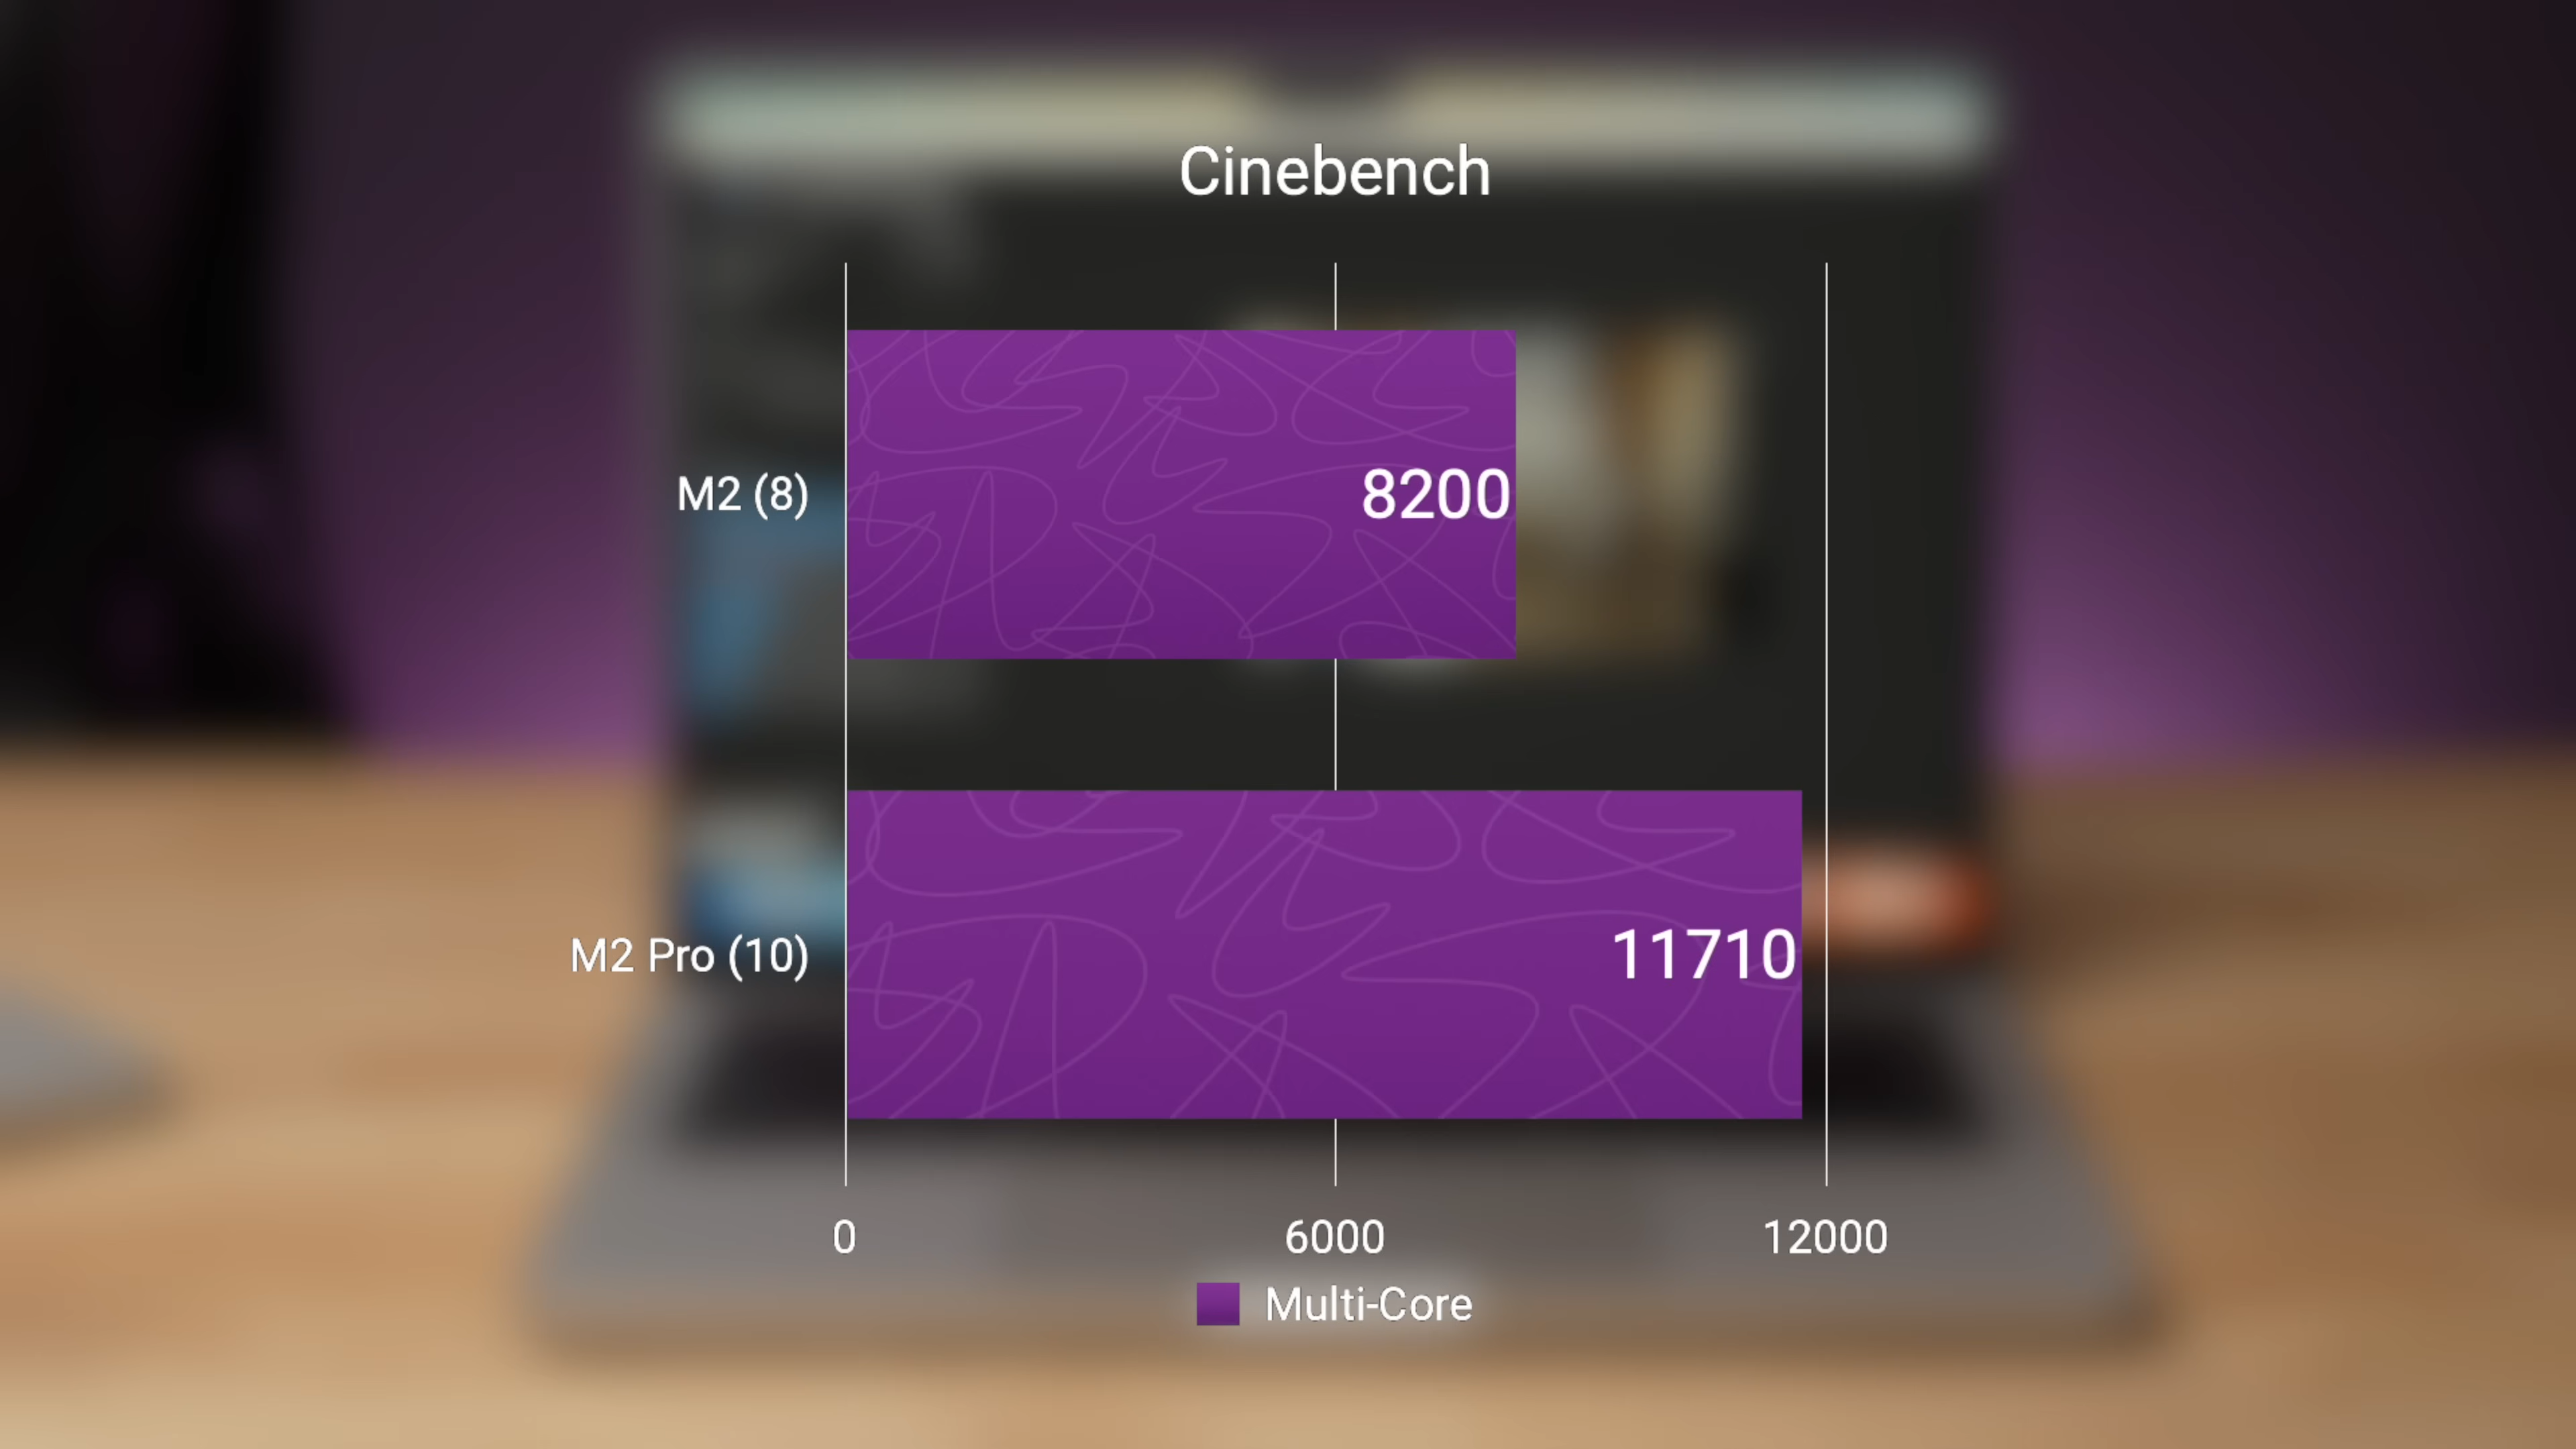 Cinebench
M2 (8)
8200
M2 Pro (10)
11710
0 6000 12000
Multi-Core